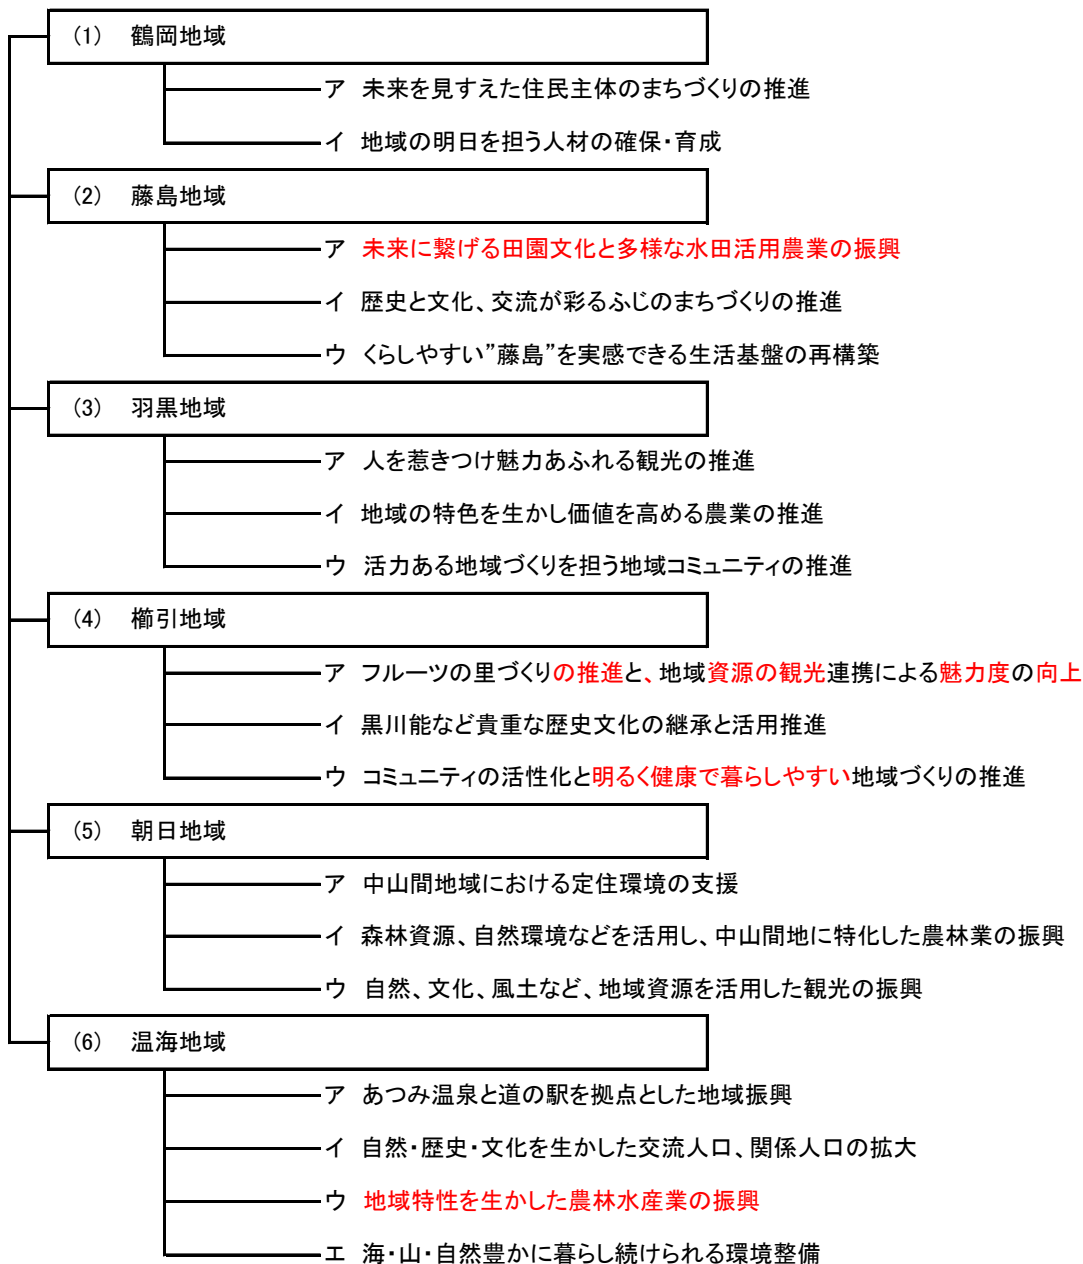 (1) 鶴岡地域
ア 未来を見すえた住民主体のまちづくりの推進
イ 地域の明日を担う人材の確保・育成
(2) 藤島地域
ア 未来に繋げる田園文化と多様な水田活用農業の振興
イ 歴史と文化、交流が彩るふじのまちづくりの推進
ウ くらしやすい”藤島”を実感できる生活基盤の再構築
(3) 羽黒地域
ア 人を惹きつけ魅力あふれる観光の推進
イ 地域の特色を生かし価値を高める農業の推進
ウ 活力ある地域づくりを担う地域コミュニティの推進
(4) 櫛引地域
ア フルーツの里づくりの推進と、地域資源の観光連携による魅力度の向上
イ 黒川能など貴重な歴史文化の継承と活用推進
ウ コミュニティの活性化と明るく健康で暮らしやすい地域づくりの推進
(5) 朝日地域
ア 中山間地域における定住環境の支援
イ 森林資源、自然環境などを活用し、中山間地に特化した農林業の振興
ウ 自然、文化、風土など、地域資源を活用した観光の振興
(6) 温海地域
ア あつみ温泉と道の駅を拠点とした地域振興
イ 自然・歴史・文化を生かした交流人口、関係人口の拡大
ウ 地域特性を生かした農林水産業の振興
エ 海・山・自然豊かに暮らし続けられる環境整備